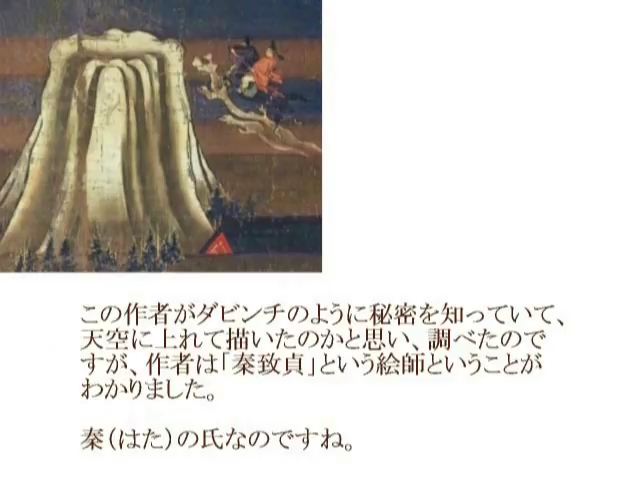 この作者がダビンチのように秘密を知っていて、
天空に上れて描いたのかと思い、調べたので
すが、作者は「秦致貞」という絵師ということが
わかりました。
秦(はた)の氏なのですね。